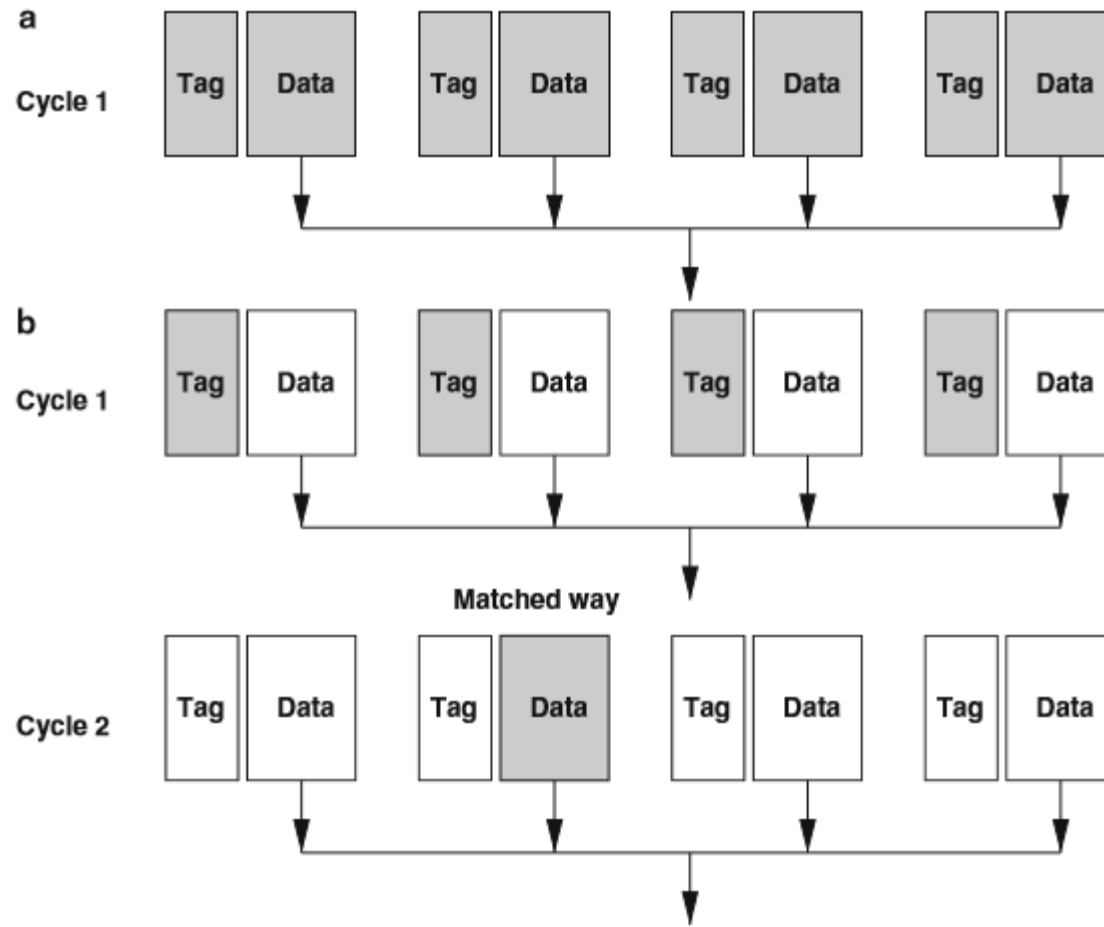 a
Cycle 1 Tag Data Tag Data Tag Data Tag Data
b
Cycle 1 Tag Data Tag Data Tag Data Tag Data
Matched way
Cycle 2 Tag Data Tag Data Tag Data Tag Data